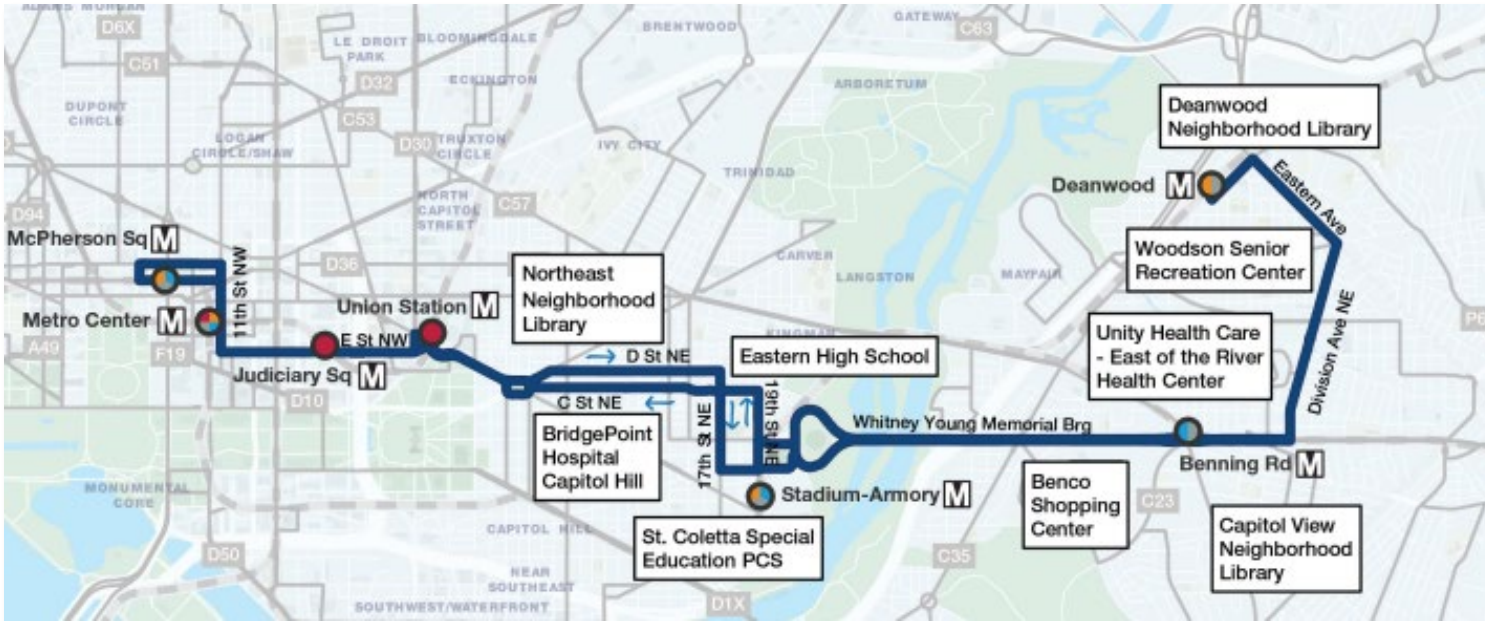 ADAMS MORGAN
D6X
GATEWAY
C63
BRENTWOOD
LE DROIT
PARK
BLOOMINGDALE
C51
D32
ECKINGTON
ARBORETUM
DUPONT
CIRCLE
C53
LOGAN
CIRCLE/SHAW
D30
TRUXTON
CIRCLE
IVY CITY
TRINIDAD
Deanwood
Neighborhood Library
Deanwood M
Eastern Ave
NORTH
CAPITOL
STREET
C57
D94
McPherson Sq M
11th St NW
D36
CARVER
LANGSTON
MAYFAIR
Woodson Senior
Recreation Center
Northeast
Neighborhood
Library
Union Station M
Metro Center M
A49
F19
E St NW
Judiciary Sq M
KINGMAN
P6
Unity Health Care
- East of the River
Health Center
Division Ave NE
D St NE
Eastern High School
D10
C St NE
17th St NE
19th St NE
Whitney Young Memorial Brg
BridgePoint
Hospital
Capitol Hill
Benning Rd M
MONUMENTAL
CORE
Stadium-Armory M
Benco
Shopping
Center
C23
CAPITOL HILL
St. Coletta Special
Education PCS
Capitol View
Neighborhood
Library
D50
C35
NEAR
SOUTHEAST
SOUTHWEST/WATERFRONT
D1X